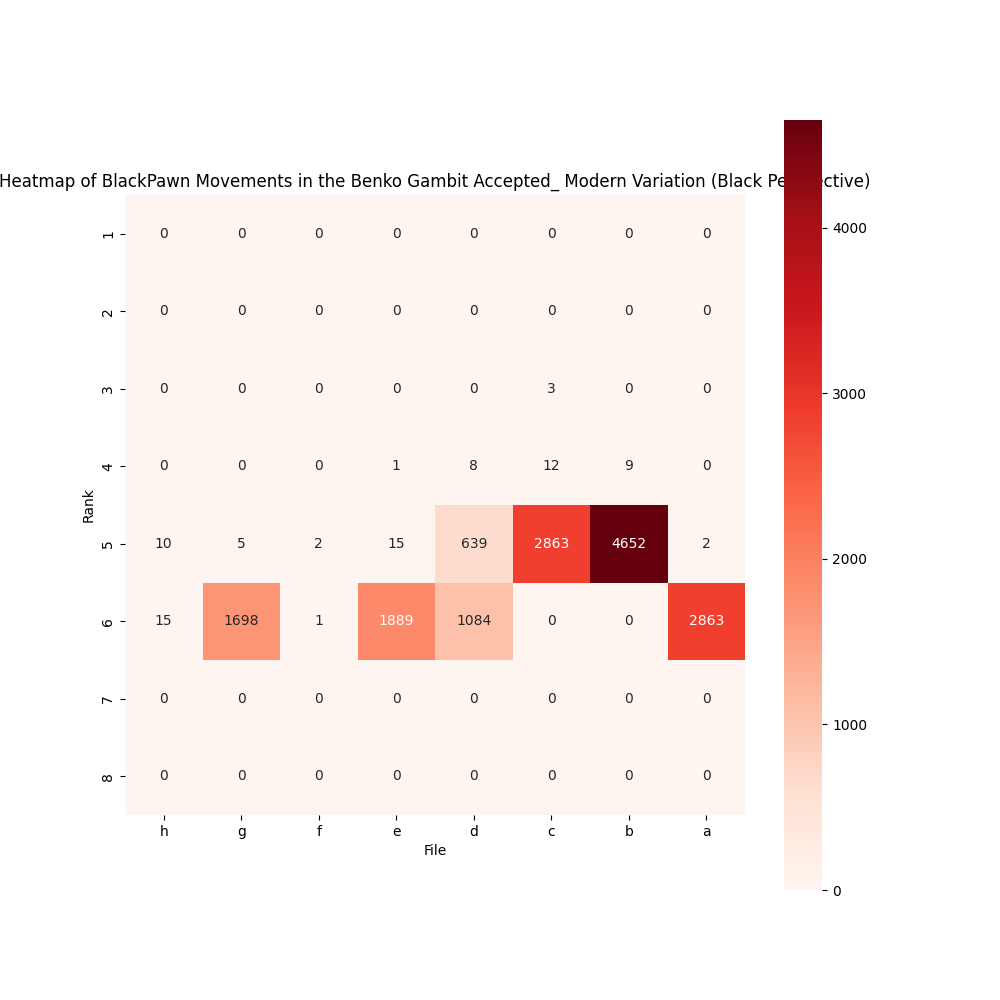 Heatmap of BlackPawn Movements in the Benko Gambit Accepted_ Modern Variation (Black Perspective)
1 0 0 0 0 0 0 0 0
2 0 0 0 0 0 0 0 0
3 0 0 0 0 0 3 0 0
4 0 0 0 1 8 12 9 0
5 10 5 2 15 639 2863 4652 2
6 15 1698 1 1889 1084 0 0 2863
7 0 0 0 0 0 0 0 0
8 0 0 0 0 0 0 0 0
h g f e d c b a
File
Rank
4000
3000
2000
1000
0